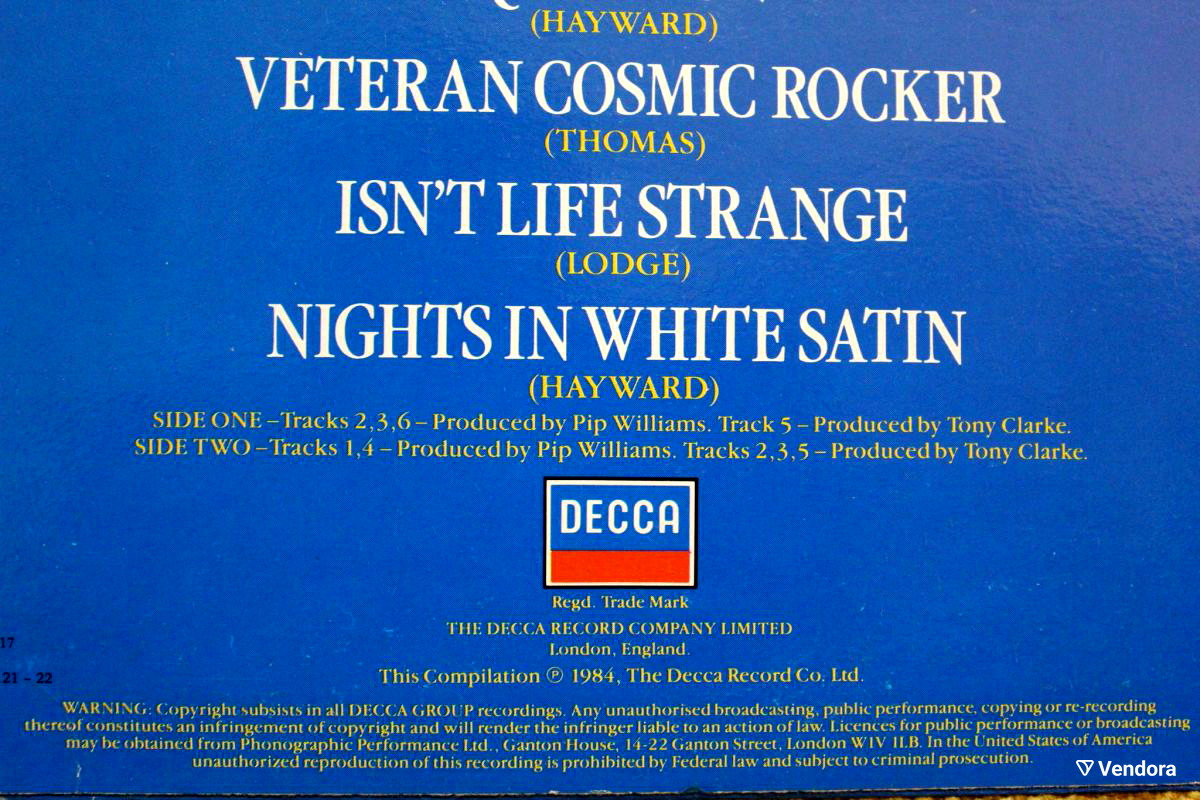 (HAYWARD)
VETERAN COSMIC ROCKER
(THOMAS)
ISN'T LIFE STRANGE
(LODGE)
NIGHTS IN WHITE SATIN
(HAYWARD)
SIDE ONE – Tracks 2,3,6 – Produced by Pip Williams. Track 5 – Produced by Tony Clarke.
SIDE TWO – Tracks 1,4 – Produced by Pip Williams. Tracks 2,3,5 – Produced by Tony Clarke.
DECCA
Regd. Trade Mark
THE DECCA RECORD COMPANY LIMITED
17
London, England.
21 – 22
This Compilation ℗ 1984, The Decca Record Co. Ltd.
WARNING: Copyright subsists in all DECCA GROUP recordings. Any unauthorised broadcasting, public performance, copying or re-recording
thereof constitutes an infringement of copyright and will render the infringer liable to an action of law. Licences for public performance or broadcasting
may be obtained from Phonographic Performance Ltd., Ganton House, 14-22 Ganton Street, London W1V 1LB. In the United States of America
unauthorized reproduction of this recording is prohibited by Federal law and subject to criminal prosecution.
Vendora